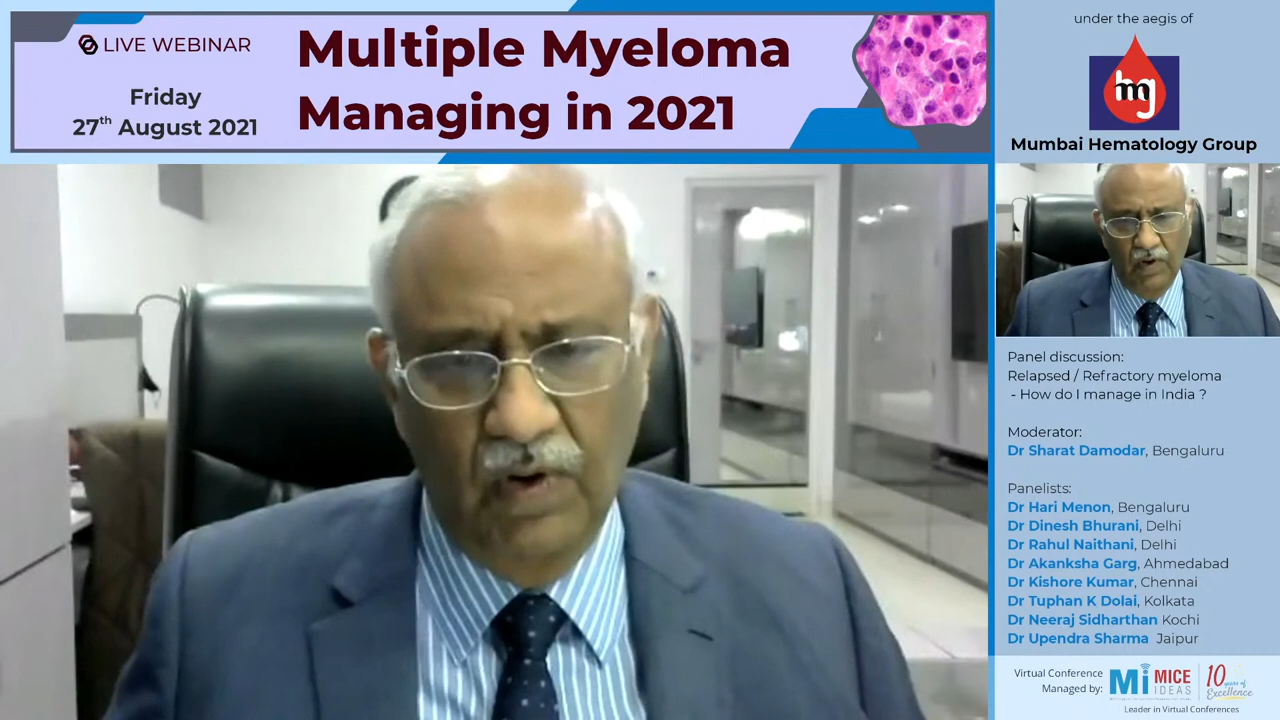 LIVE WEBINAR
Friday
27th August 2021
Multiple Myeloma
Managing in 2021
under the aegis of
hmg
Mumbai Hematology Group
Panel discussion:
Relapsed / Refractory myeloma
- How do I manage in India ?
Moderator:
Dr Sharat Damodar, Bengaluru
Panelists:
Dr Hari Menon, Bengaluru
Dr Dinesh Bhurani, Delhi
Dr Rahul Naithani, Delhi
Dr Akanksha Garg, Ahmedabad
Dr Kishore Kumar, Chennai
Dr Tuphan K Dolai, Kolkata
Dr Neeraj Sidharthan Kochi
Dr Upendra Sharma Jaipur
Virtual Conference
Managed by:
Mi MICE
IDEAS
10 years of
Excellence
Leader in Virtual Conferences